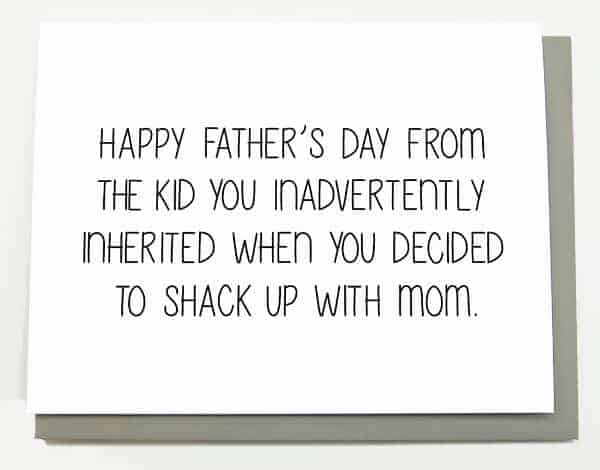 HAPPY FATHER'S DAY FROM
THE KID YOU INADVERTENTLY
INHERITED WHEN YOU DECIDED
TO SHACK UP WITH MOM.